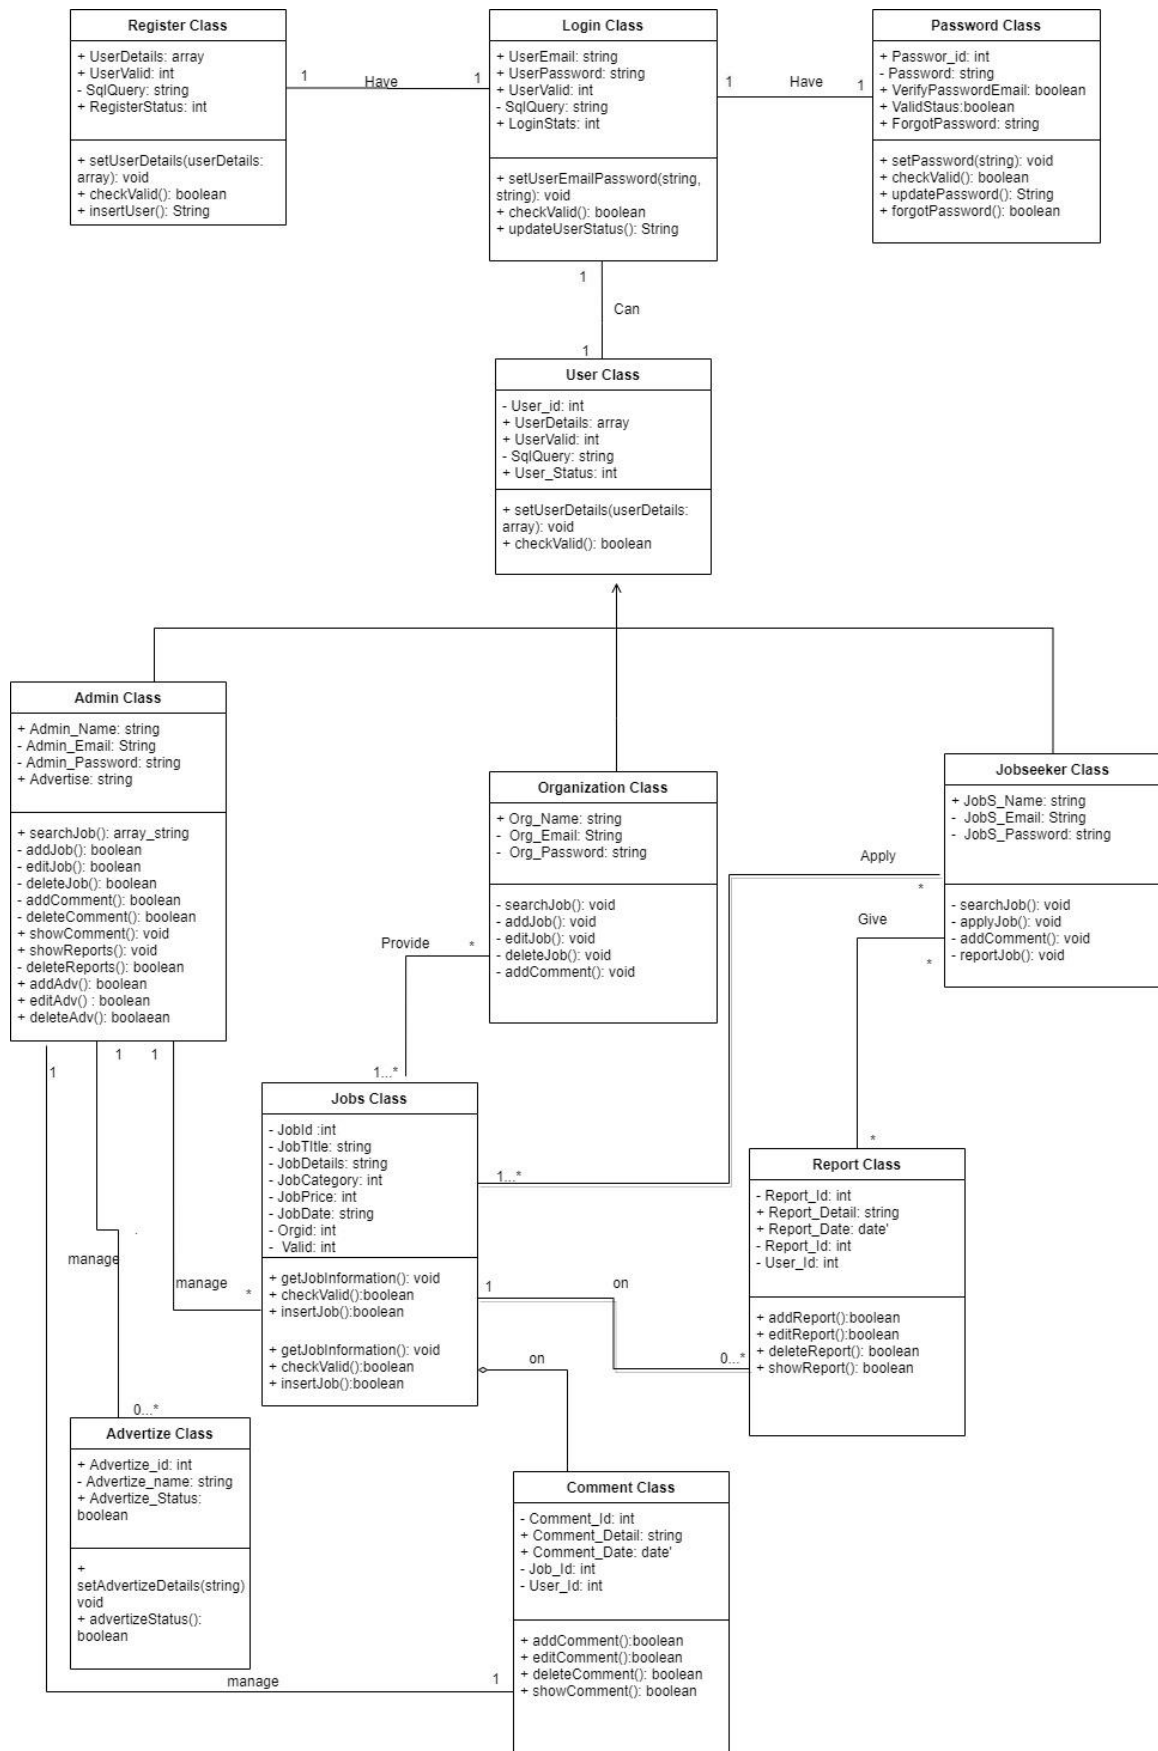 Register Class
+ UserDetails: array
+ UserValid: int
- SqlQuery: string
+ RegisterStatus: int
+ setUserDetails(userDetails:
array): void
+ checkValid(): boolean
+ insertUser(): String
1
Have
1
Login Class
+ UserEmail: string
+ UserPassword: string
+ UserValid: int
- SqlQuery: string
+ LoginStats: int
+ setUserEmailPassword(string,
string): void
+ checkValid(): boolean
+ updateUserStatus(): String
1
Have
1
Password Class
+ Passwor_id: int
- Password: string
+ VerifyPasswordEmail: boolean
+ ValidStaus:boolean
+ ForgotPassword: string
+ setPassword(string): void
+ checkValid(): boolean
+ updatePassword(): String
+ forgotPassword(): boolean
1
Can
1
User Class
- User_id: int
+ UserDetails: array
+ UserValid: int
- SqlQuery: string
+ User_Status: int
+ setUserDetails(userDetails:
array): void
+ checkValid(): boolean
Admin Class
+ Admin_Name: string
- Admin_Email: String
- Admin_Password: string
+ Advertise: string
+ searchJob(): array_string
- addJob(): boolean
- editJob(): boolean
- deleteJob(): boolean
- addComment(): boolean
- deleteComment(): boolean
+ showComment(): void
+ showReports(): void
- deleteReports(): boolean
+ addAdv(): boolean
+ editAdv() : boolean
+ deleteAdv(): boolaean
Organization Class
+ Org_Name: string
- Org_Email: String
- Org_Password: string
- searchJob(): void
- addJob(): void
- editJob(): void
- deleteJob(): void
- addComment(): void
Jobseeker Class
+ JobS_Name: string
- JobS_Email: String
- JobS_Password: string
- searchJob(): void
- applyJob(): void
- addComment(): void
- reportJob(): void
Apply
*
Give
*
Provide
*
1
1
1
1...*
Jobs Class
- JobId :int
- JobTItle: string
- JobDetails: string
- JobCategory: int
- JobPrice: int
- JobDate: string
- Orgid: int
- Valid: int
+ getJobInformation(): void
+ checkValid():boolean
+ insertJob():boolean
+ getJobInformation(): void
+ checkValid():boolean
+ insertJob():boolean
1...*
*
Report Class
- Report_Id: int
+ Report_Detail: string
+ Report_Date: date'
- Report_Id: int
- User_Id: int
+ addReport():boolean
+ editReport():boolean
+ deleteReport(): boolean
+ showReport(): boolean
.
manage
manage
*
1
on
0...*
on
0...*
Advertize Class
+ Advertize_id: int
- Advertize_name: string
+ Advertize_Status:
boolean
+
setAdvertizeDetails(string)
void
+ advertizeStatus():
boolean
Comment Class
- Comment_Id: int
+ Comment_Detail: string
+ Comment_Date: date'
- Job_Id: int
- User_Id: int
+ addComment():boolean
+ editComment():boolean
+ deleteComment(): boolean
+ showComment(): boolean
manage
1